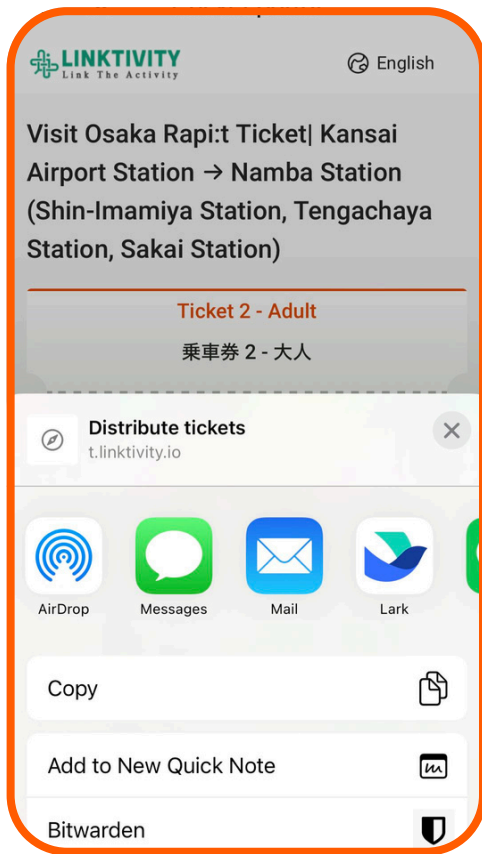 LINKTIVITY
Link The Activity
English
Visit Osaka Rapi:t Ticket| Kansai
Airport Station → Namba Station
(Shin-Imamiya Station, Tengachaya
Station, Sakai Station)
Ticket 2 - Adult
乗車券 2 - 大人
Distribute tickets
t.linktivity.io
AirDrop
Messages
Mail
Lark
Copy
Add to New Quick Note
Bitwarden